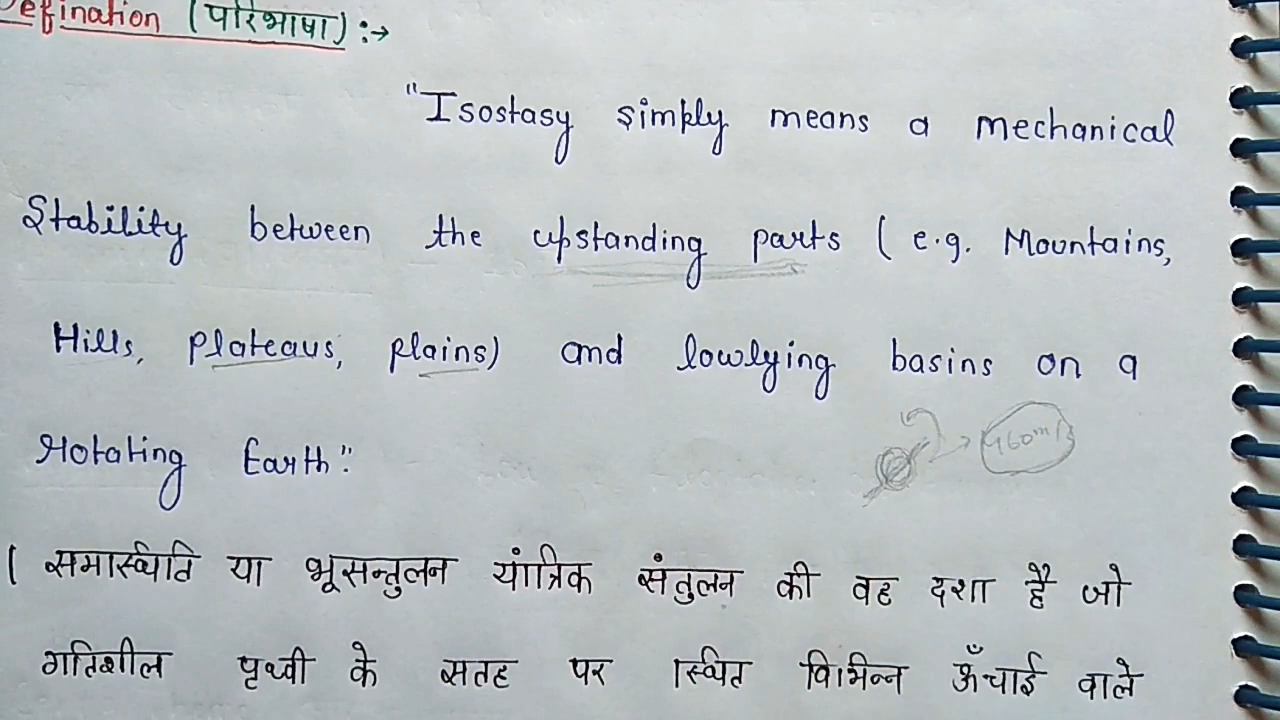 Defination (परिभाषा) :→
"Isostasy simply means a mechanical
Stability between the upstanding parts ( e.g. Mountains,
Hills, Plateaus, plains) and lowlying basins on a
rotating Earth".
460m/s
( समास्थिति या भूसन्तुलन यांत्रिक संतुलन की वह दशा है जो
गतिशील पृथ्वी के सतह पर स्थित विभिन्न ऊँचाई वाले